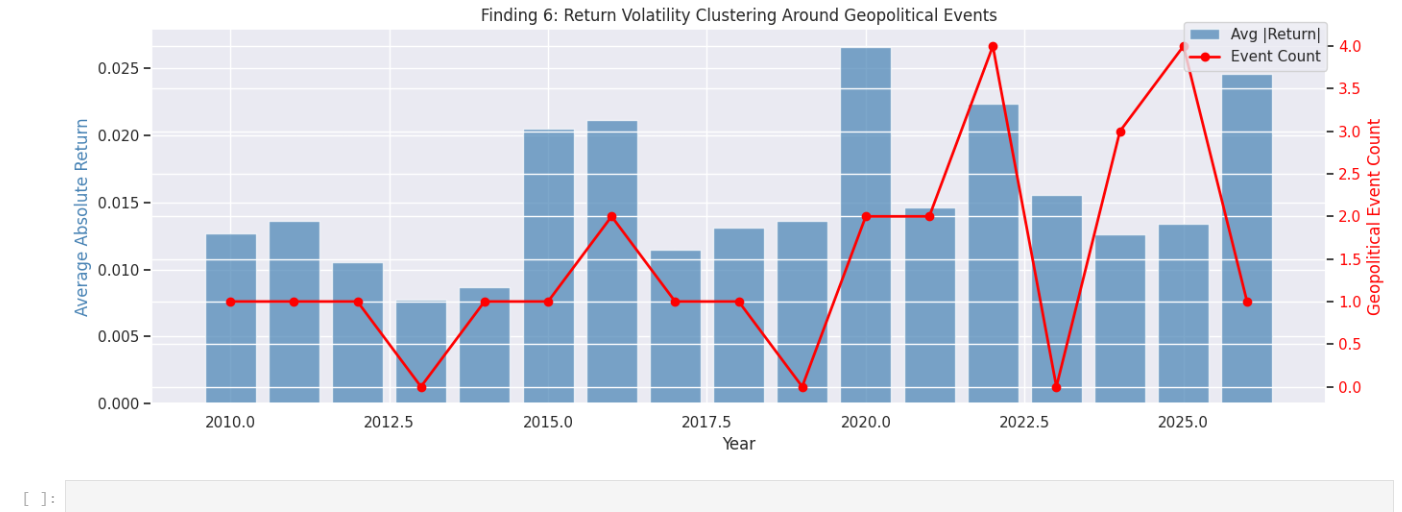 Finding 6: Return Volatility Clustering Around Geopolitical Events
Avg |Return|
Event Count
Average Absolute Return
0.025
0.020
0.015
0.010
0.005
0.000
4.0
3.5
3.0
2.5
2.0
1.5
1.0
0.5
0.0
Geopolitical Event Count
2010.0 2012.5 2015.0 2017.5 2020.0 2022.5 2025.0
Year
[ ]: